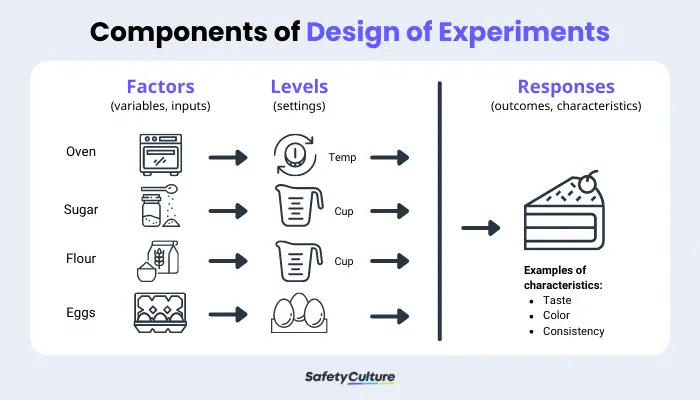 Components of Design of Experiments
Factors
(variables, inputs)
Levels
(settings)
Responses
(outcomes, characteristics)
Oven
Temp
Sugar
Cup
Flour
Cup
Eggs
Examples of
characteristics:
• Taste
• Color
• Consistency
SafetyCulture